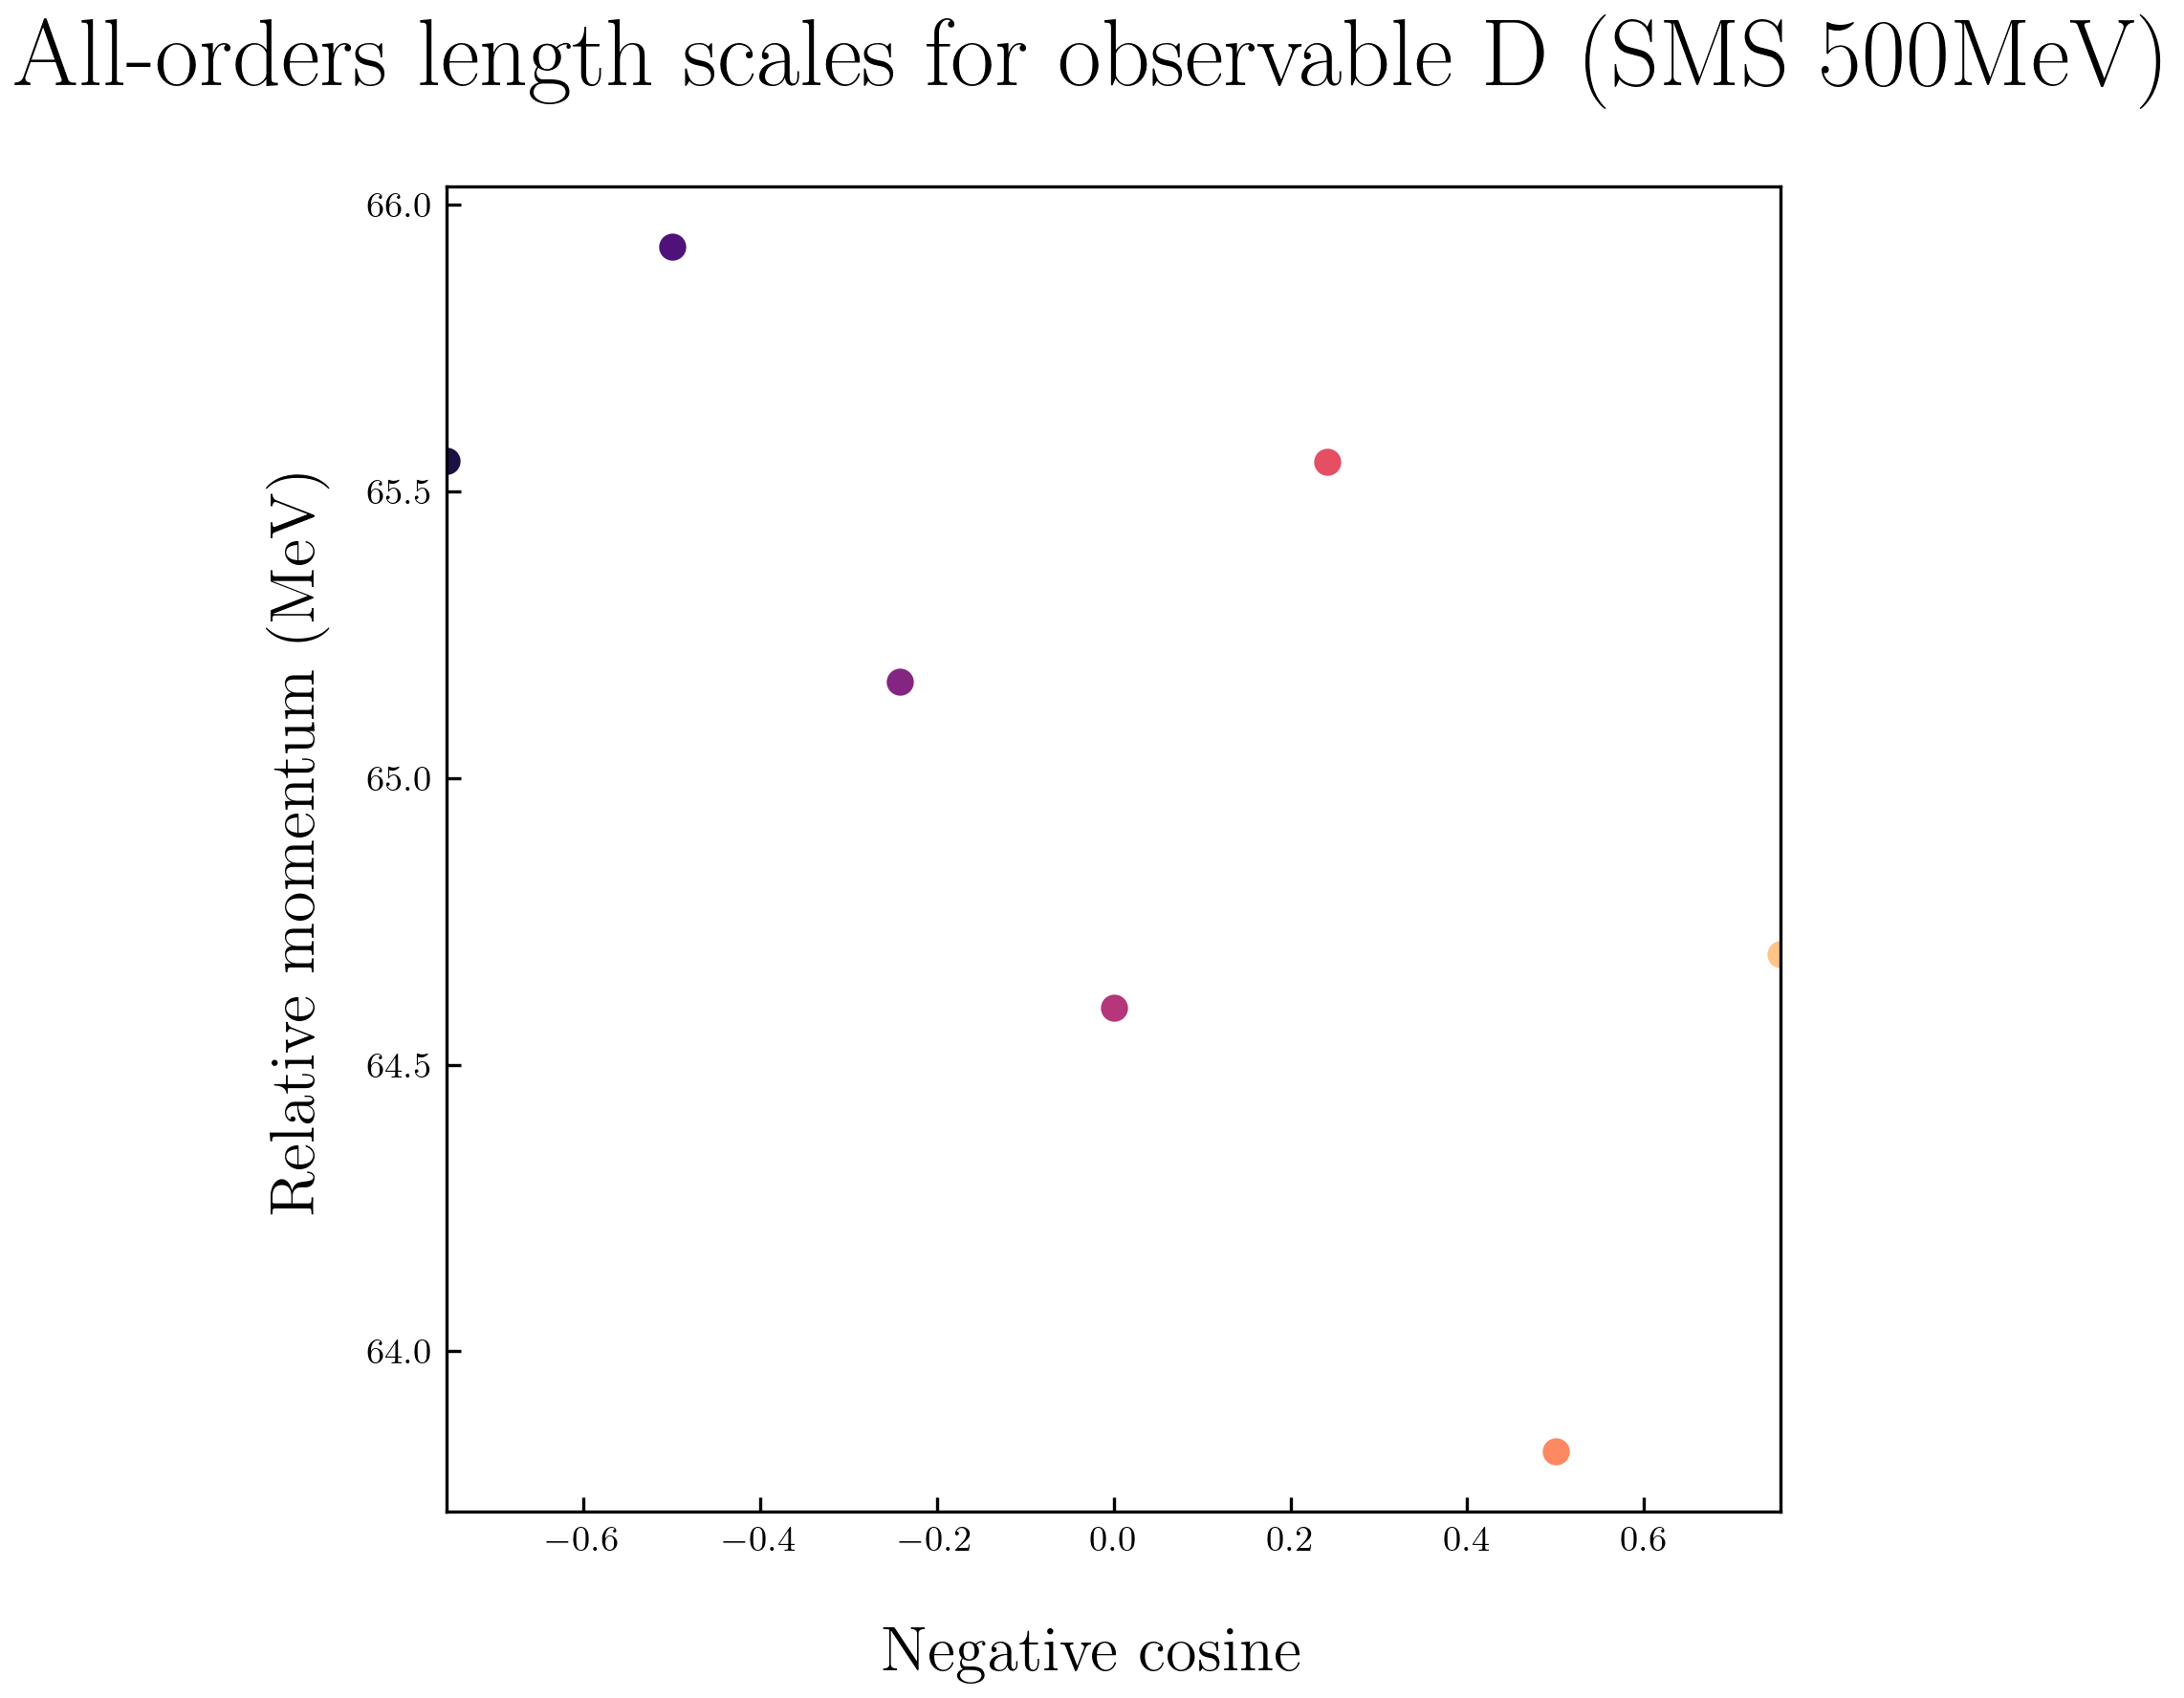 All-orders length scales for observable D (SMS 500MeV)
Relative momentum (MeV)
66.0
65.5
65.0
64.5
64.0
−0.6 −0.4 −0.2 0.0 0.2 0.4 0.6
Negative cosine